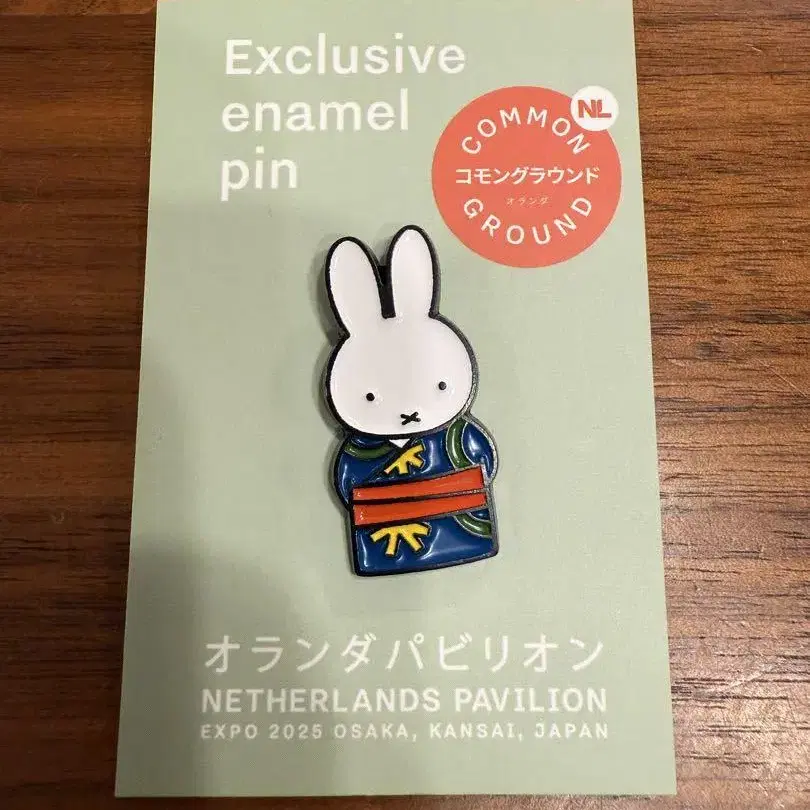 Exclusive
enamel
pin
NL
COMMON
コモングラウンド
オランダ
GROUND
オランダパビリオン
NETHERLANDS PAVILION
EXPO 2025 OSAKA, KANSAI, JAPAN